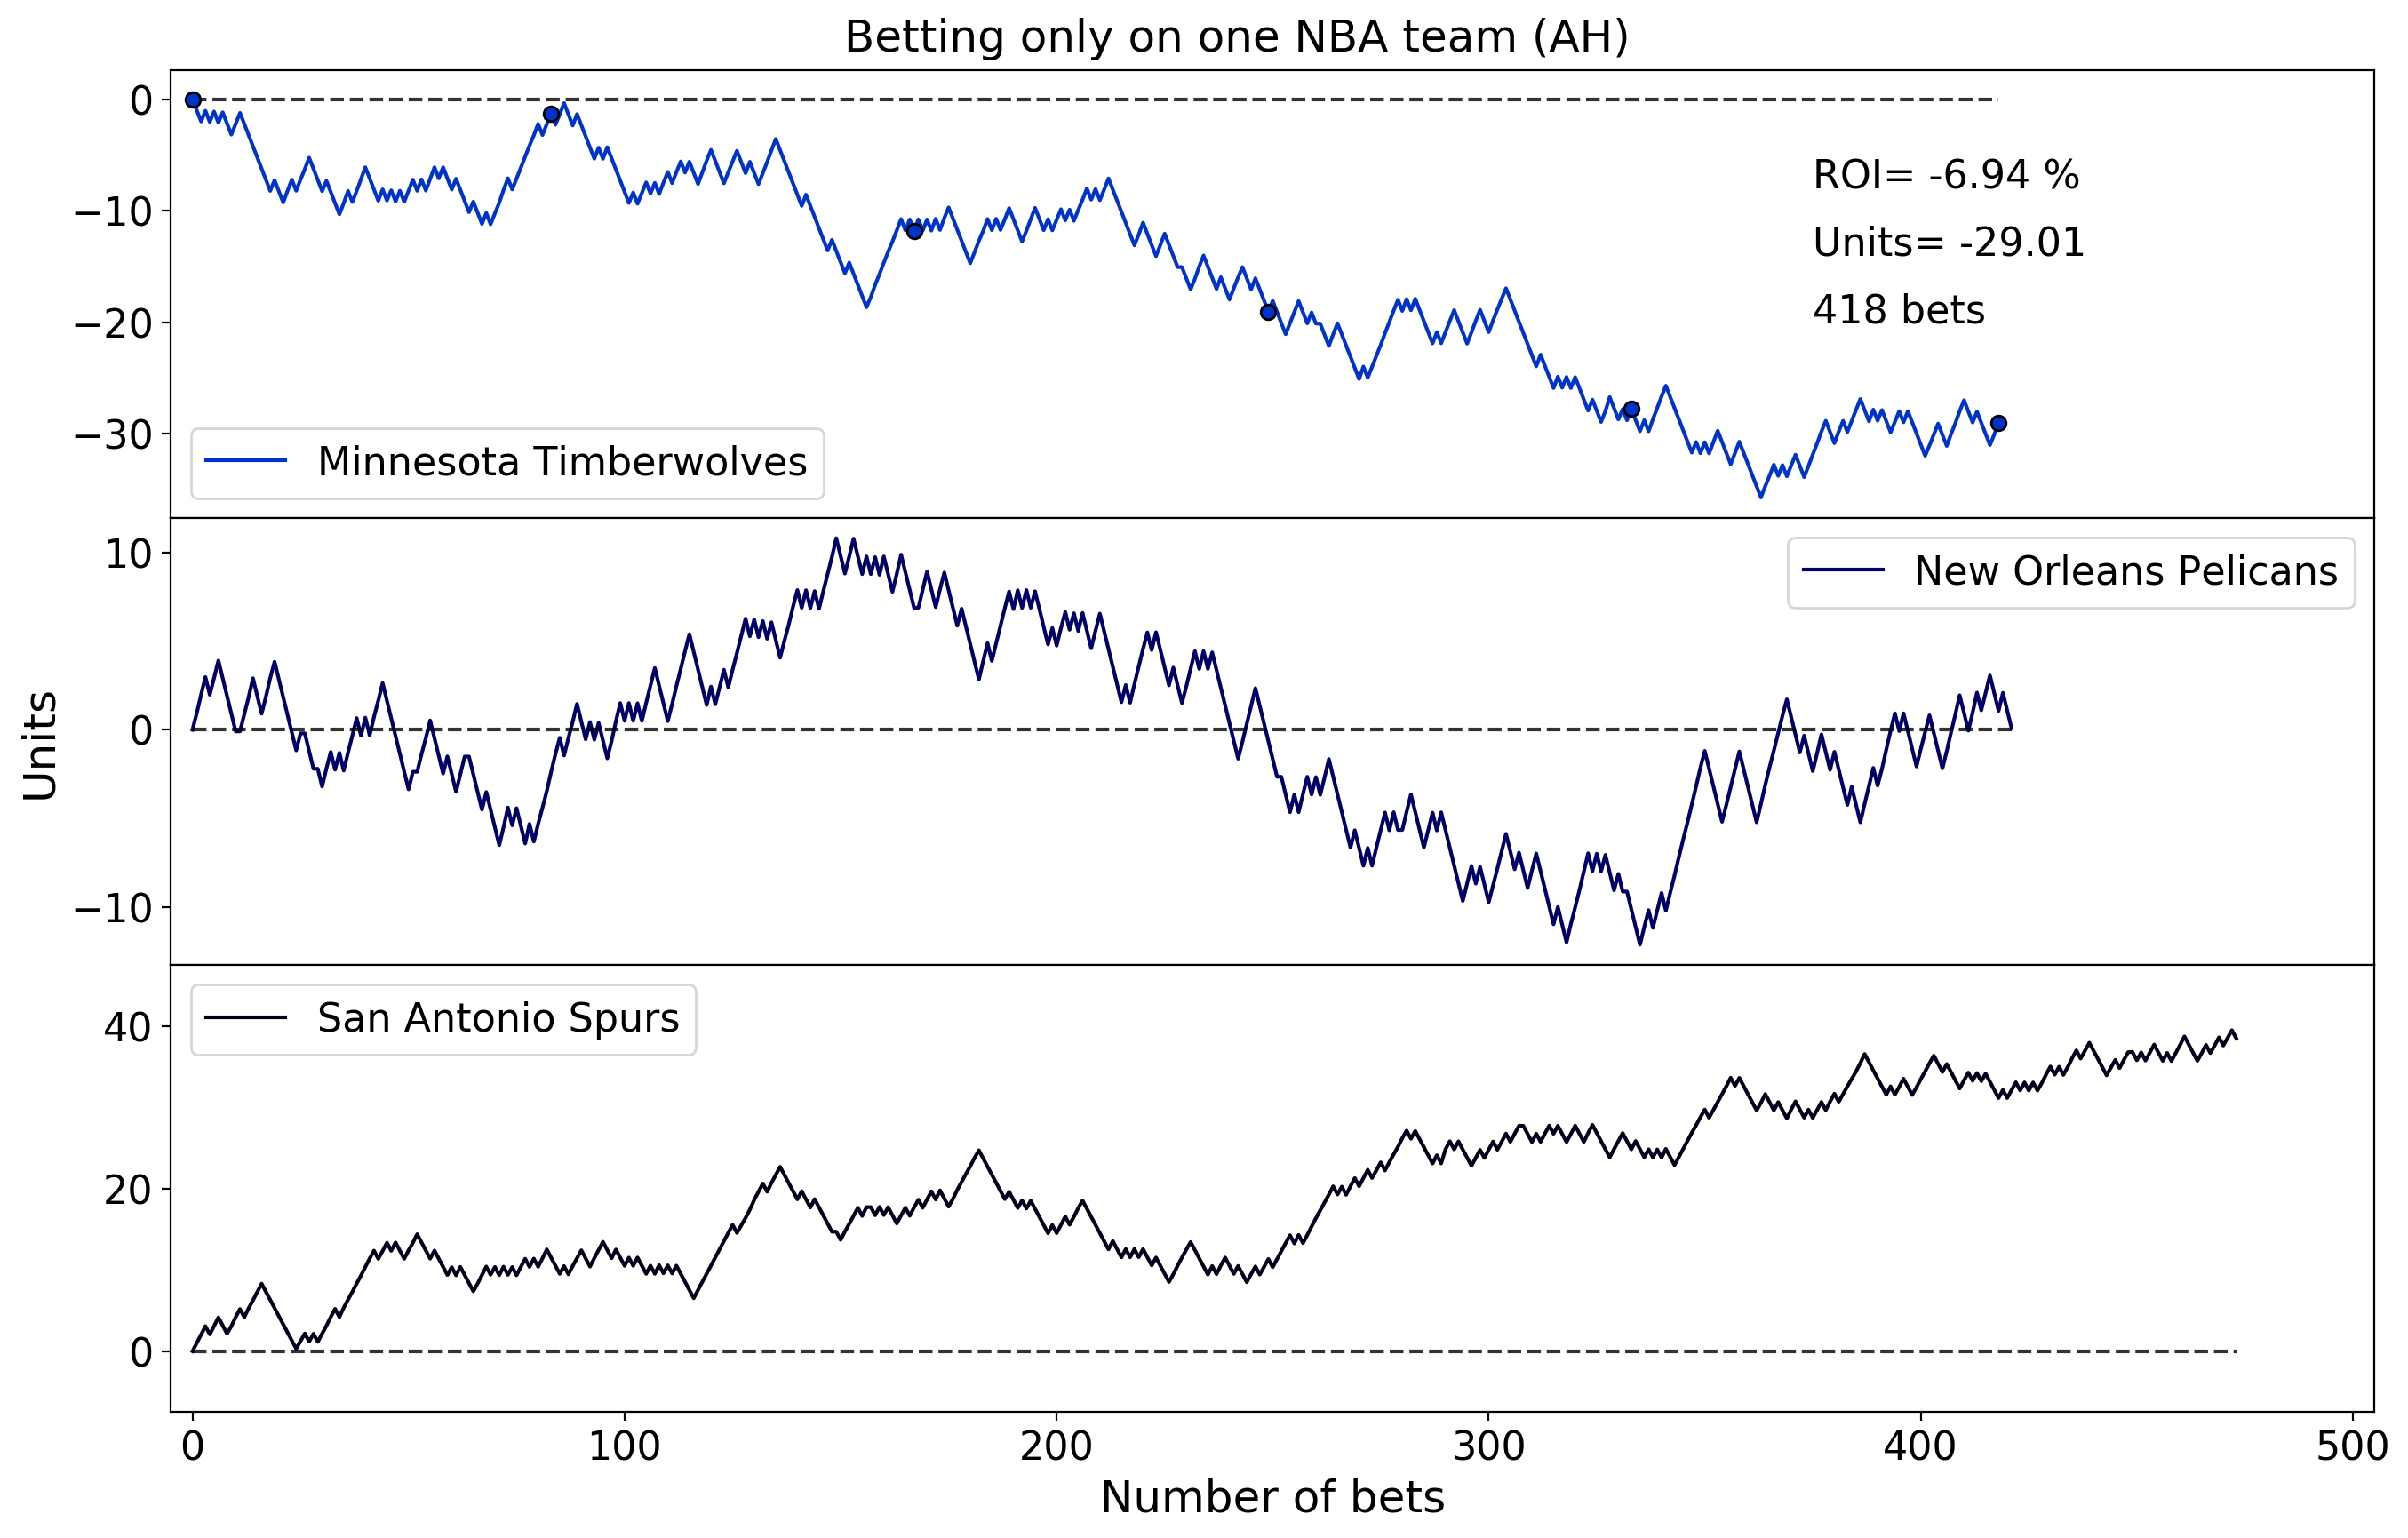 Betting only on one NBA team (AH)
0
−10
−20
−30
ROI= -6.94 %
Units= -29.01
418 bets
Minnesota Timberwolves
10
0
−10
New Orleans Pelicans
Units
40
20
0
San Antonio Spurs
0 100 200 300 400 500
Number of bets